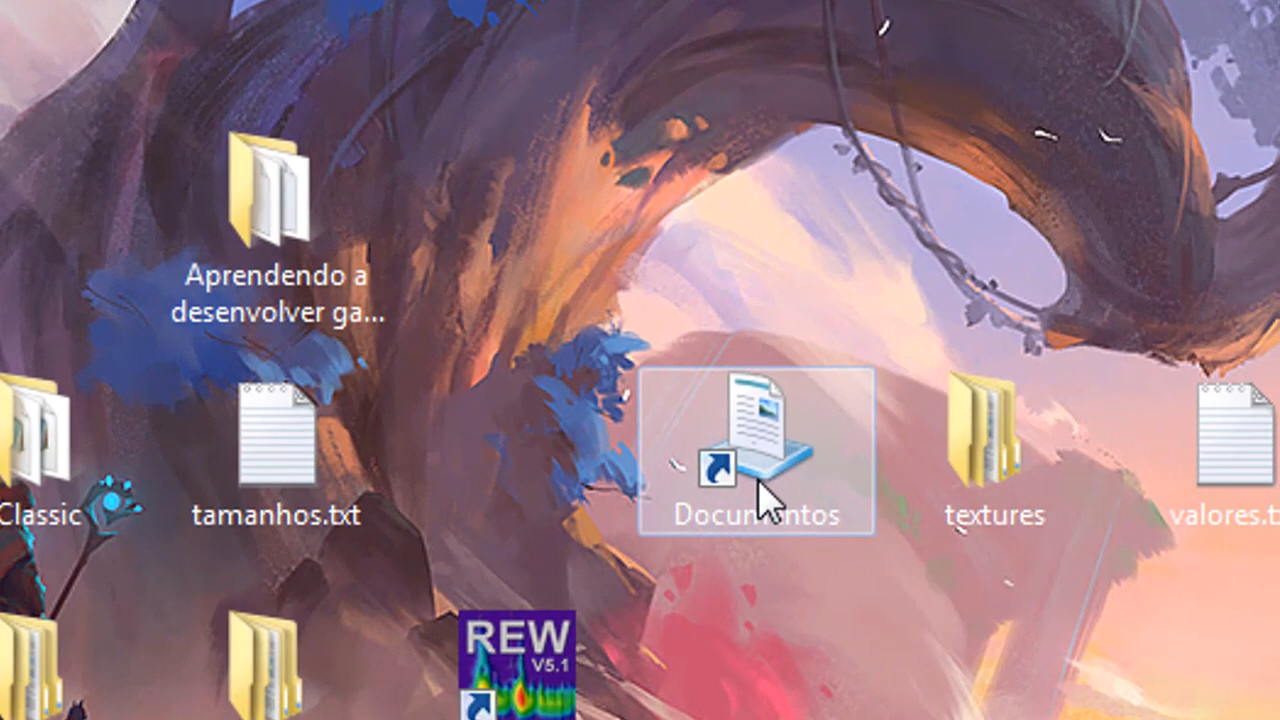 Aprendendo a
desenvolver ga...
Classic
tamanhos.txt
Documentos
textures
valores.t
REW
V5.1